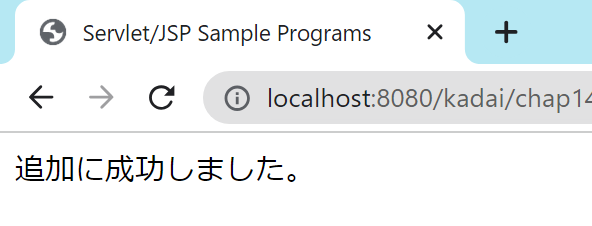 Servlet/JSP Sample Programs
localhost:8080/kadai/chap14
追加に成功しました。